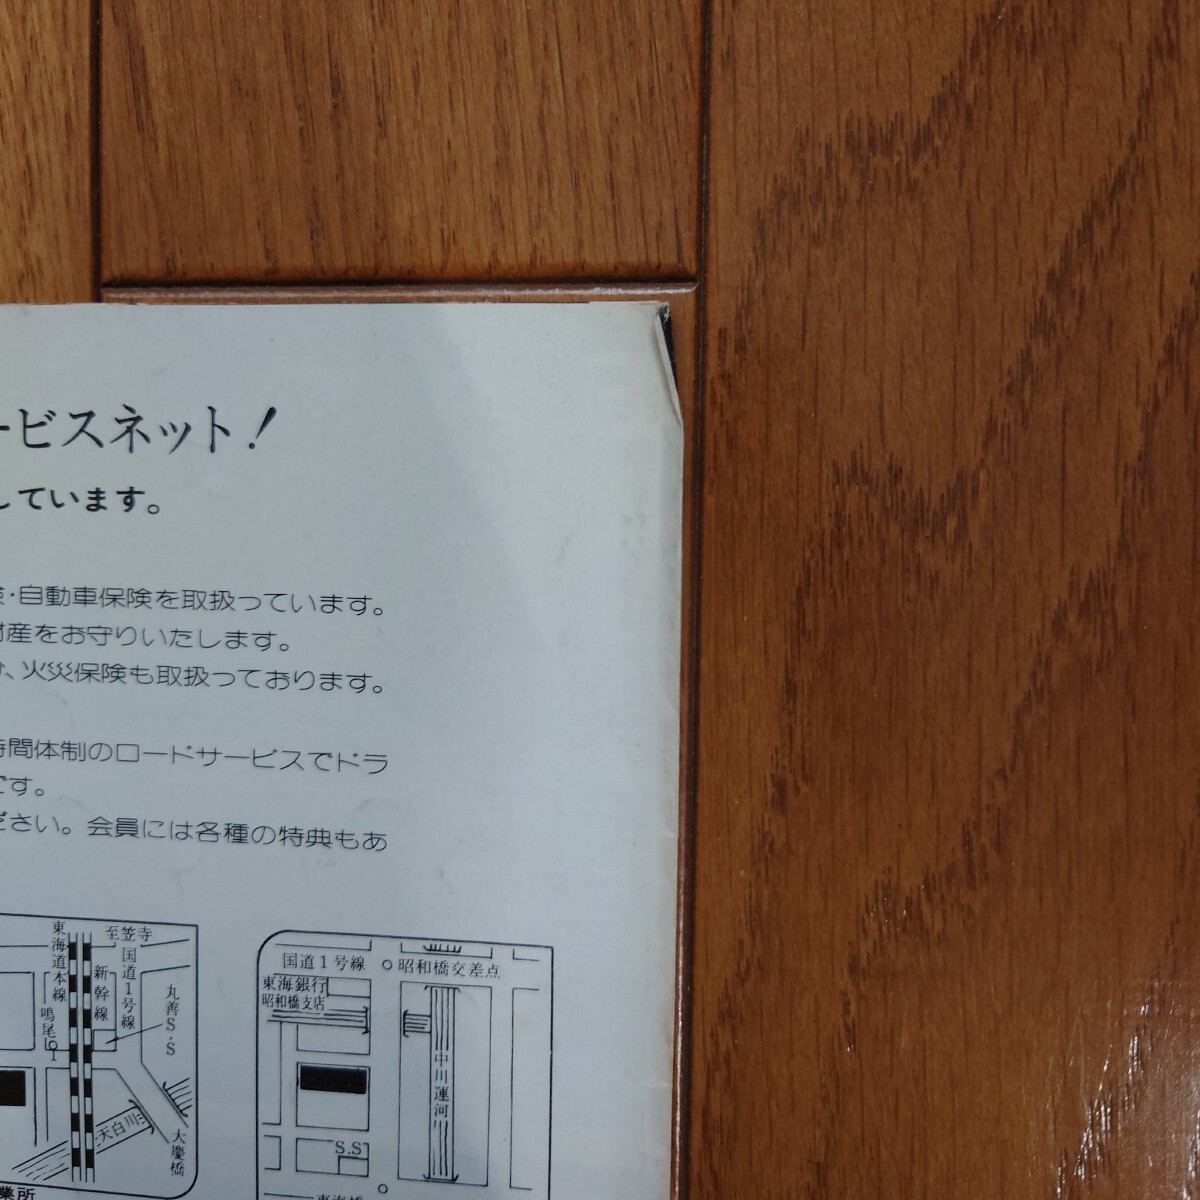 ービスネット！
しています。
・自動車保険を取扱っています。
産をお守りいたします。
、火災保険も取扱っております。
時間体制のロードサービスでドラ
です。
ださい。会員には各種の特典もあ
東海道本線
至笠寺
国道1号線
新幹線
丸善S.S
鳴尾
天白川
大慶橋
業所
国道1号線
昭和橋交差点
東海銀行
昭和橋支店
中川運河
S.S
東海橋